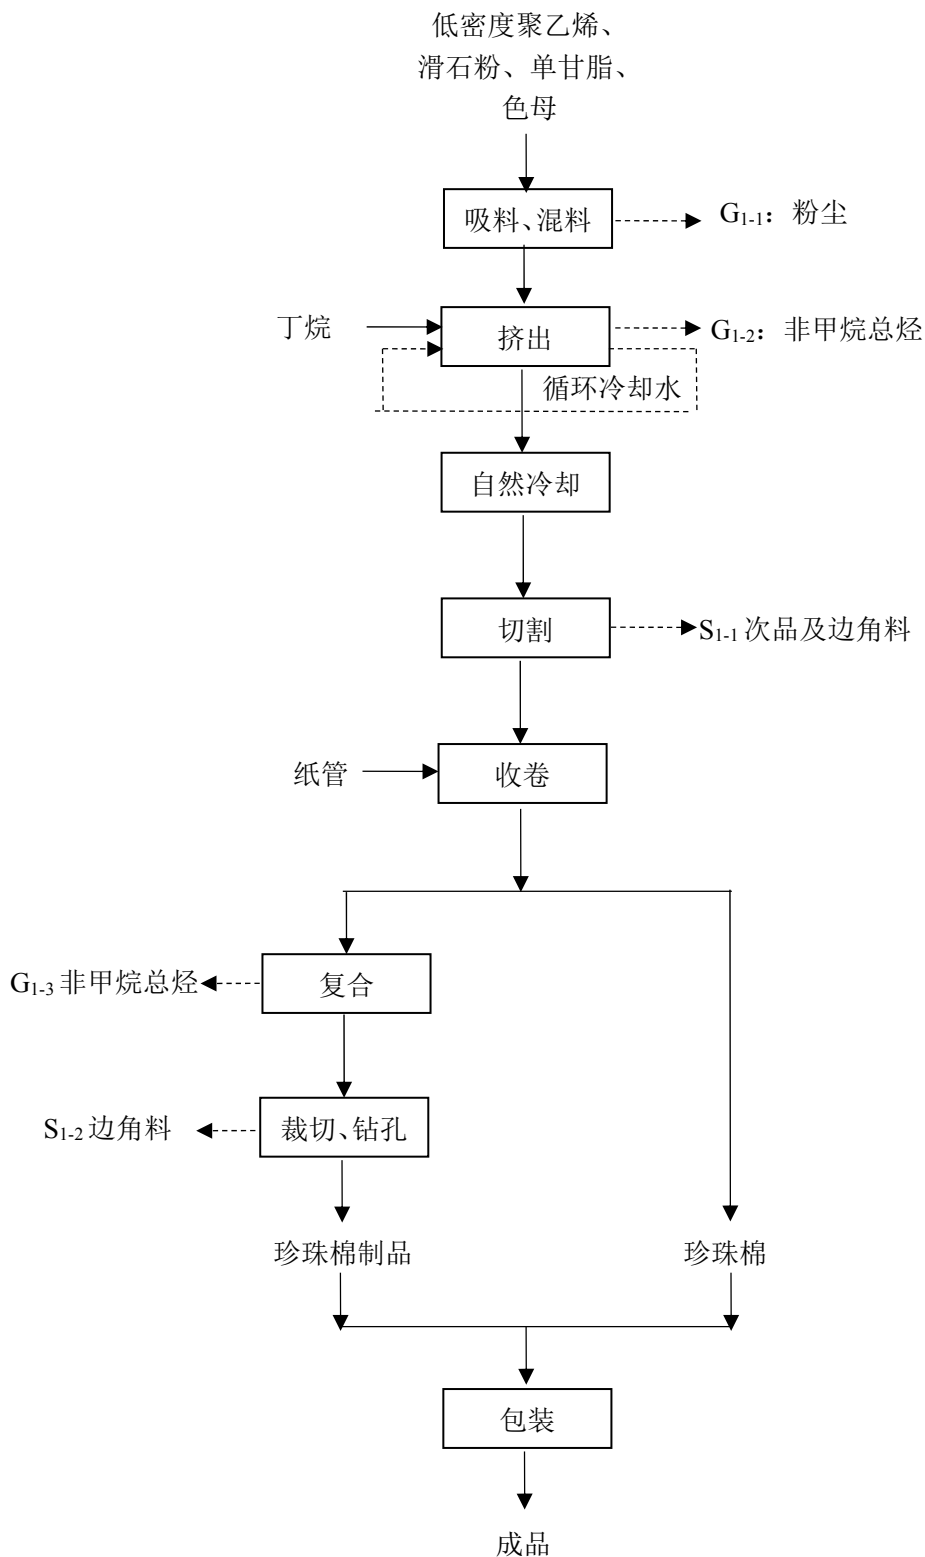 低密度聚乙烯、
滑石粉、单甘脂、
色母
吸料、混料
G1-1：粉尘
丁烷
挤出
G1-2：非甲烷总烃
循环冷却水
自然冷却
切割
S1-1 次品及边角料
纸管
收卷
G1-3 非甲烷总烃
复合
S1-2 边角料
裁切、钻孔
珍珠棉制品
珍珠棉
包装
成品